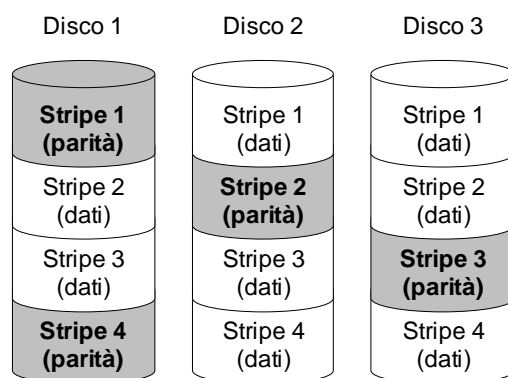 Disco 1
Disco 2
Disco 3
Stripe 1
(parità)
Stripe 1
(dati)
Stripe 1
(dati)
Stripe 2
(dati)
Stripe 2
(parità)
Stripe 2
(dati)
Stripe 3
(dati)
Stripe 3
(dati)
Stripe 3
(parità)
Stripe 4
(parità)
Stripe 4
(dati)
Stripe 4
(dati)